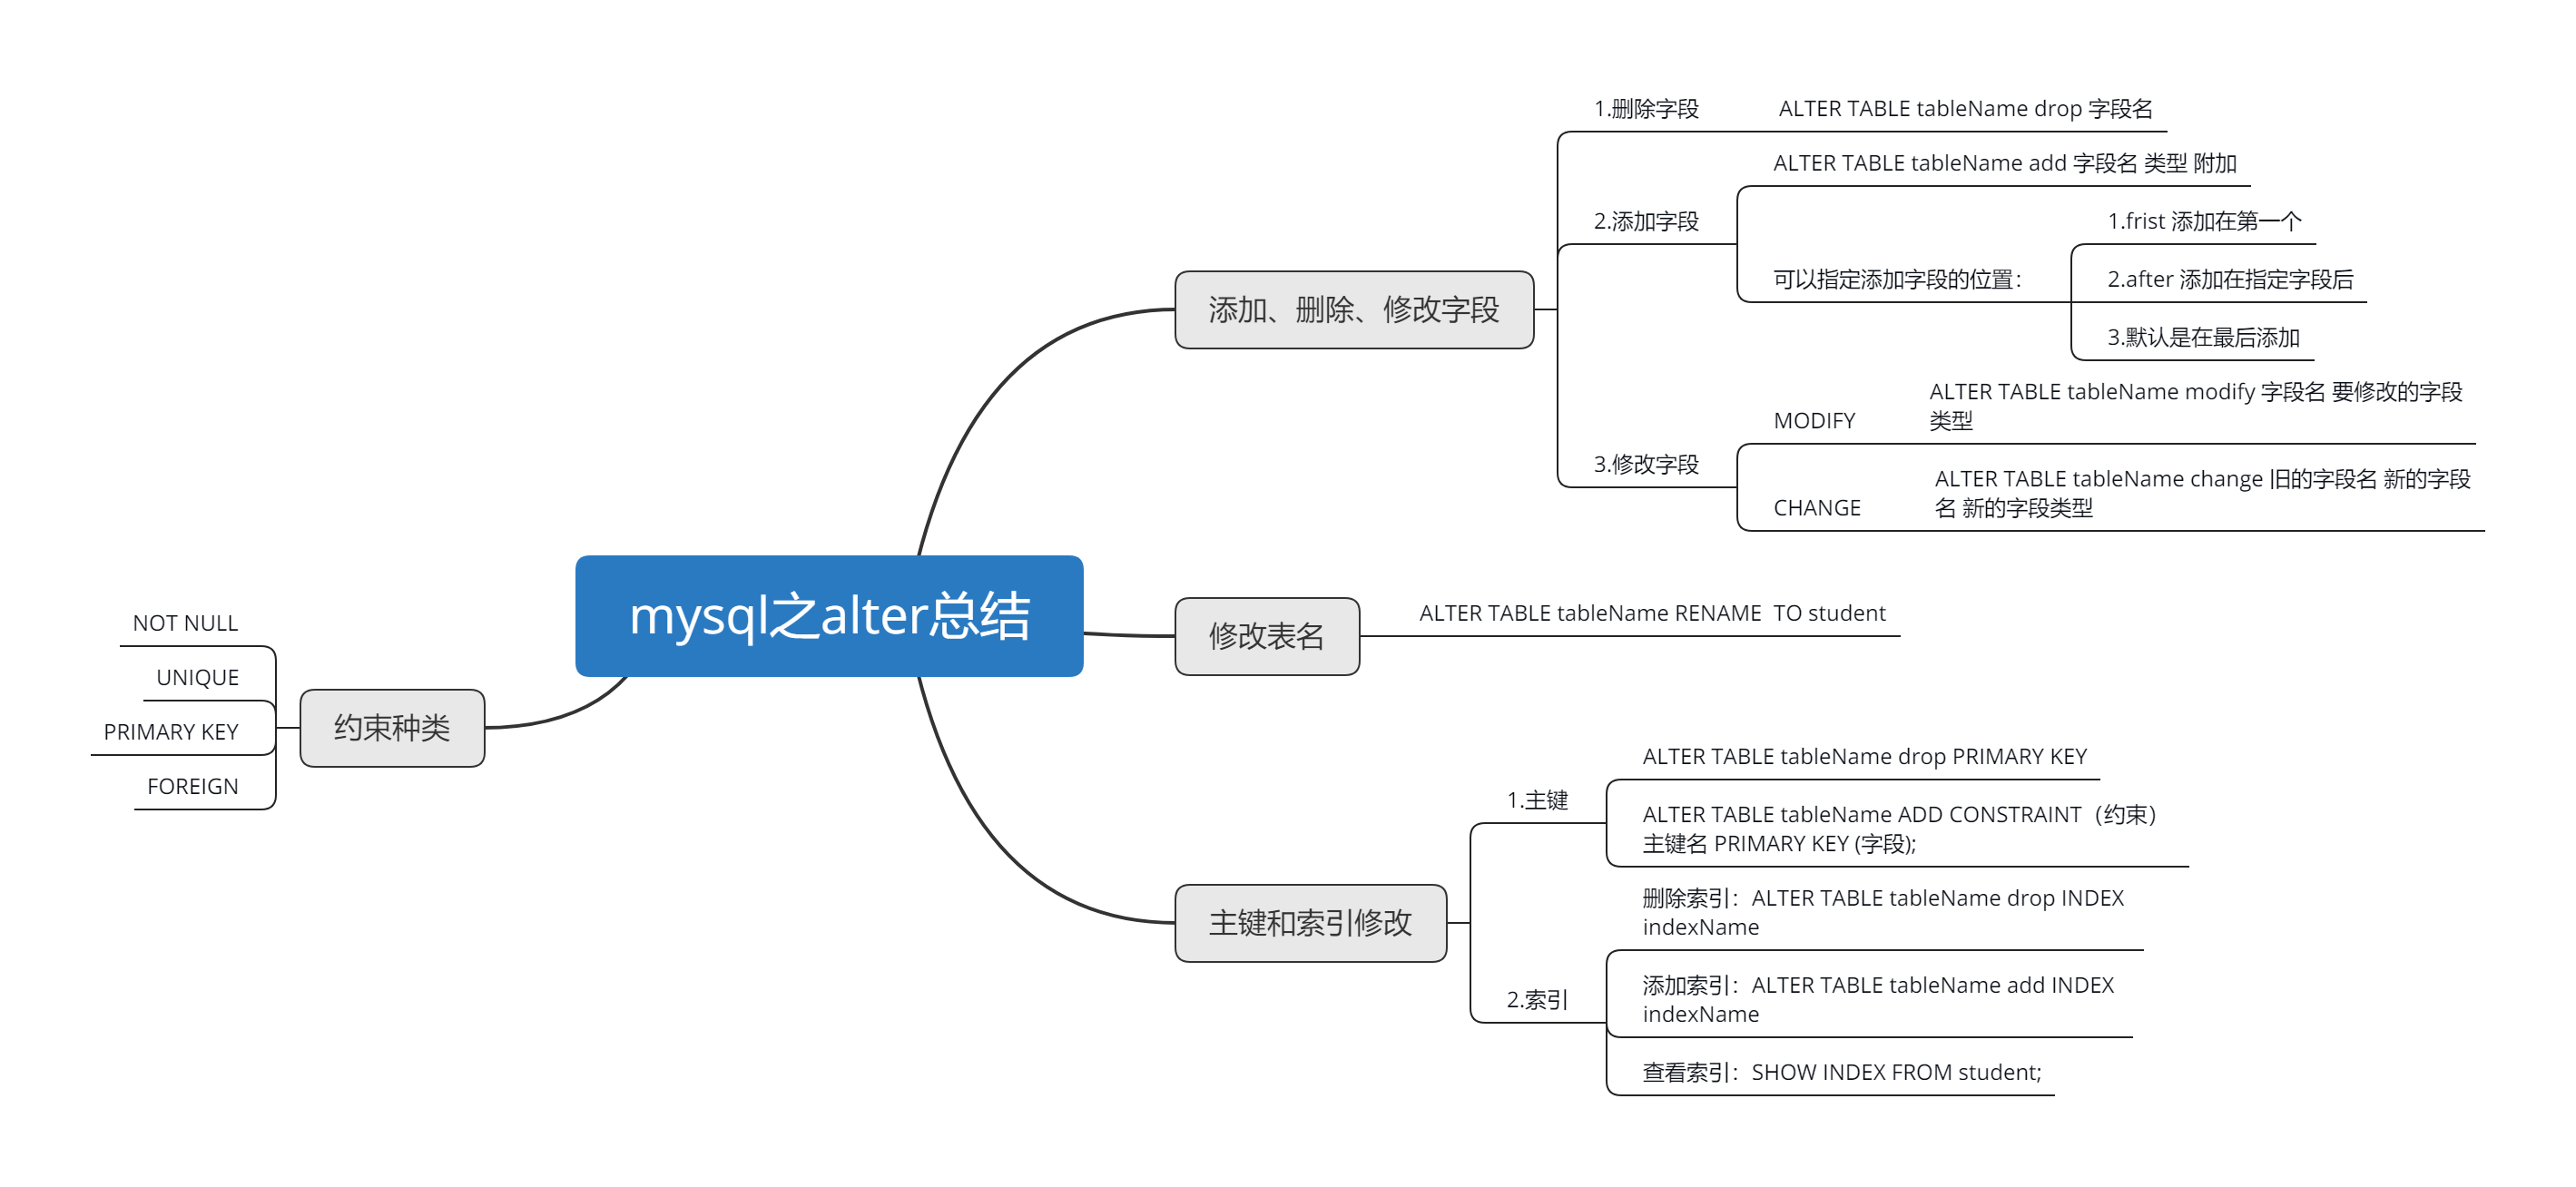 mysql之alter总结
添加、删除、修改字段
1.删除字段
ALTER TABLE tableName drop 字段名
2.添加字段
ALTER TABLE tableName add 字段名 类型 附加
可以指定添加字段的位置：
1.frist 添加在第一个
2.after 添加在指定字段后
3.默认是在最后添加
3.修改字段
MODIFY
ALTER TABLE tableName modify 字段名 要修改的字段
类型
CHANGE
ALTER TABLE tableName change 旧的字段名 新的字段
名 新的字段类型
修改表名
ALTER TABLE tableName RENAME  TO student
主键和索引修改
1.主键
ALTER TABLE tableName drop PRIMARY KEY
ALTER TABLE tableName ADD CONSTRAINT（约束）
主键名 PRIMARY KEY (字段);
2.索引
删除索引：ALTER TABLE tableName drop INDEX
indexName
添加索引：ALTER TABLE tableName add INDEX
indexName
查看索引：SHOW INDEX FROM student;
约束种类
NOT NULL
UNIQUE
PRIMARY KEY
FOREIGN